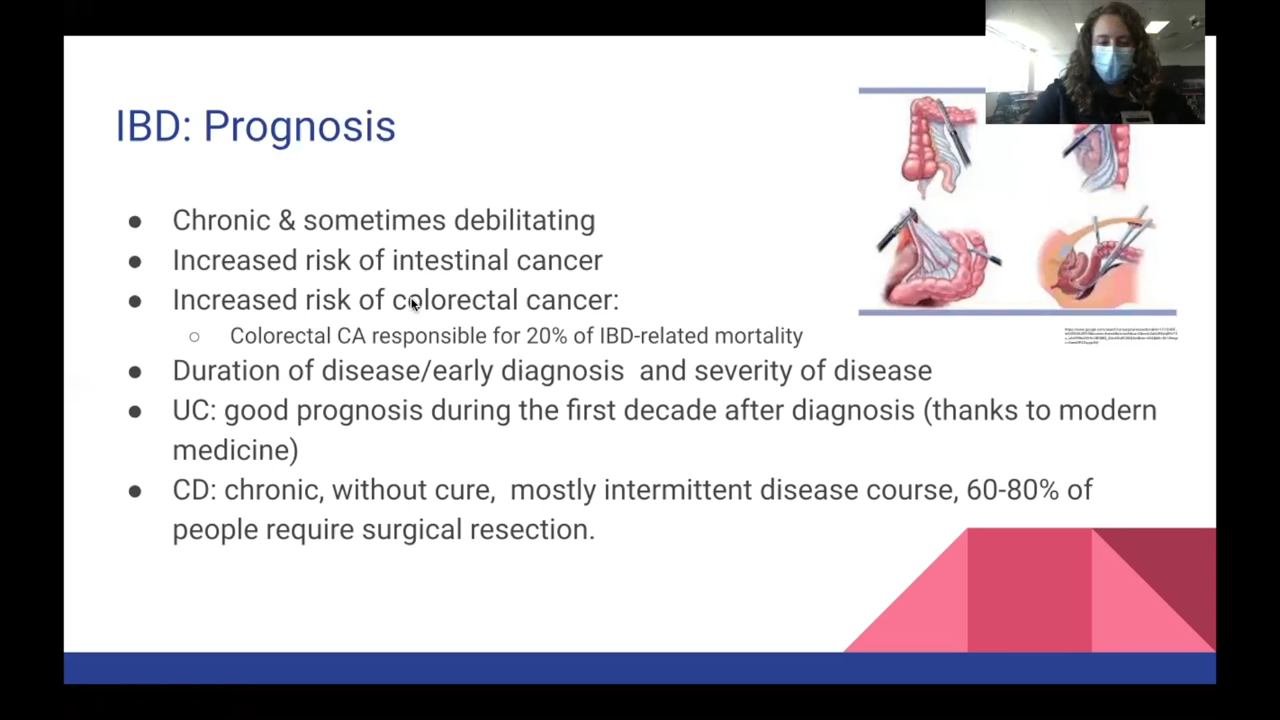 IBD: Prognosis
● Chronic & sometimes debilitating
● Increased risk of intestinal cancer
● Increased risk of colorectal cancer:
○ Colorectal CA responsible for 20% of IBD-related mortality
● Duration of disease/early diagnosis  and severity of disease
● UC: good prognosis during the first decade after diagnosis (thanks to modern
medicine)
● CD: chronic, without cure,  mostly intermittent disease course, 60-80% of
people require surgical resection.